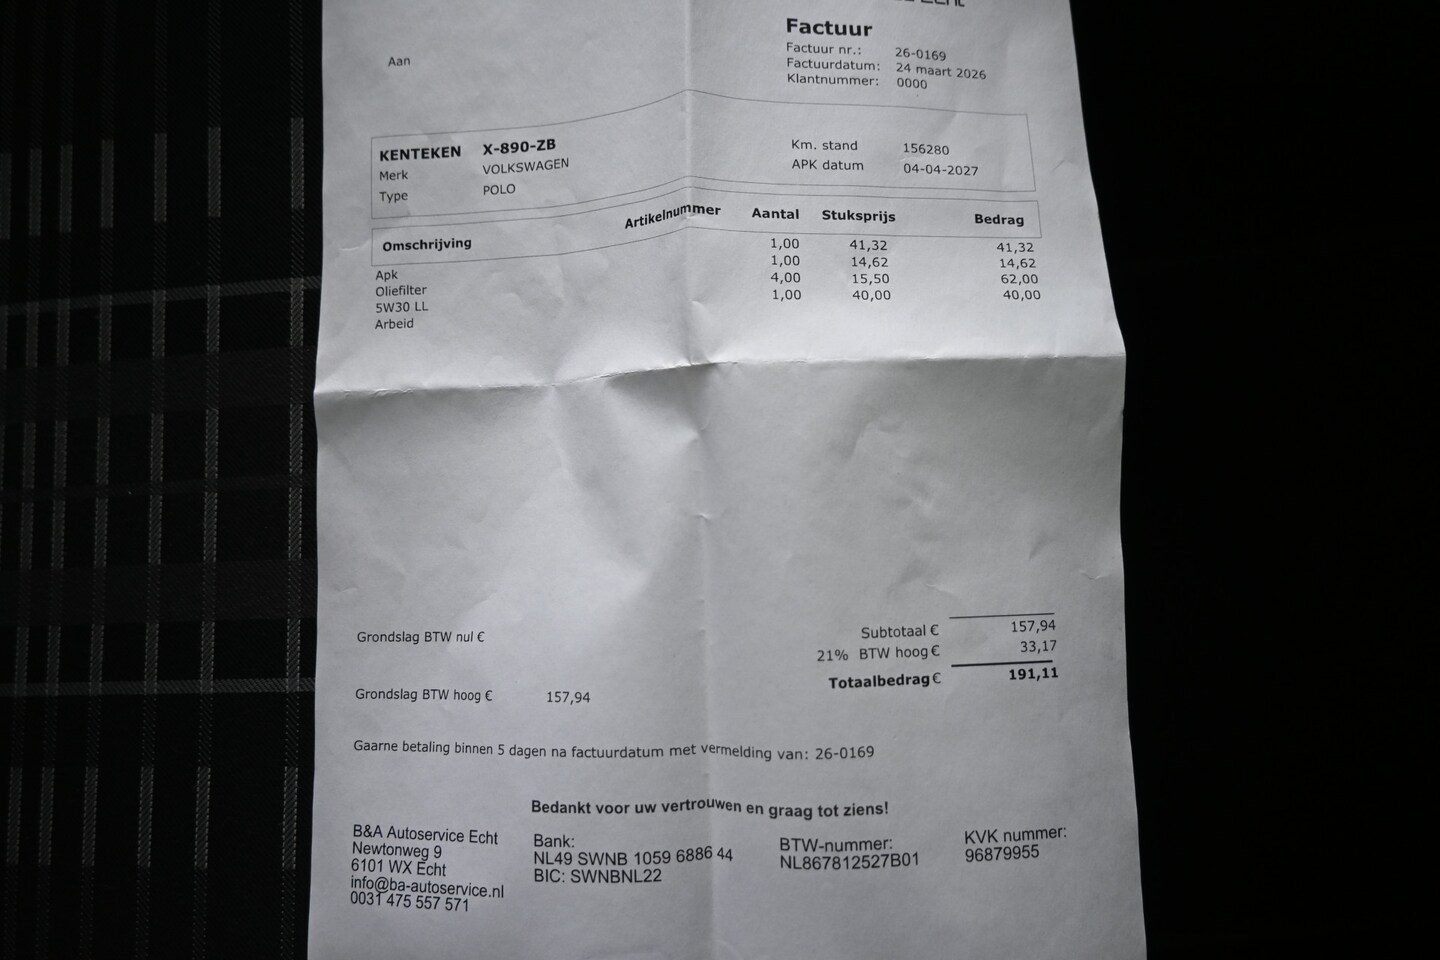 Echt
Factuur
Factuur nr.: 26-0169
Factuurdatum: 24 maart 2026
Klantnummer: 0000
Aan
KENTEKEN X-890-ZB
Merk VOLKSWAGEN
Type POLO
Km. stand 156280
APK datum 04-04-2027
Omschrijving Artikelnummer Aantal Stuksprijs Bedrag
Apk 1,00 41,32 41,32
Oliefilter 1,00 14,62 14,62
5W30 LL 4,00 15,50 62,00
Arbeid 1,00 40,00 40,00
Grondslag BTW nul €
Grondslag BTW hoog € 157,94
Subtotaal € 157,94
21% BTW hoog € 33,17
Totaalbedrag € 191,11
Gaarne betaling binnen 5 dagen na factuurdatum met vermelding van: 26-0169
Bedankt voor uw vertrouwen en graag tot ziens!
B&A Autoservice Echt
Newtonweg 9
6101 WX Echt
info@ba-autoservice.nl
0031 475 557 571
Bank:
NL49 SWNB 1059 6886 44
BIC: SWNBNL22
BTW-nummer:
NL867812527B01
KVK nummer:
96879955